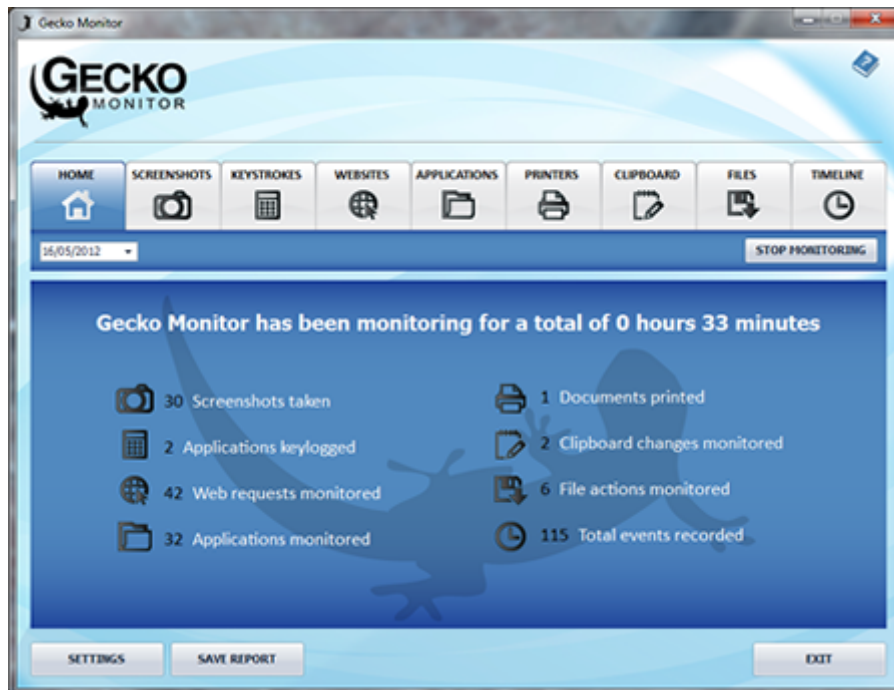 Gecko Monitor
GECKO
MONITOR
HOME
SCREENSHOTS
KEYSTROKES
WEBSITES
APPLICATIONS
PRINTERS
CLIPBOARD
FILES
TIMELINE
16/05/2012
STOP MONITORING
Gecko Monitor has been monitoring for a total of 0 hours 33 minutes
30 Screenshots taken
2 Applications keylogged
42 Web requests monitored
32 Applications monitored
1 Documents printed
2 Clipboard changes monitored
6 File actions monitored
115 Total events recorded
SETTINGS
SAVE REPORT
EXIT